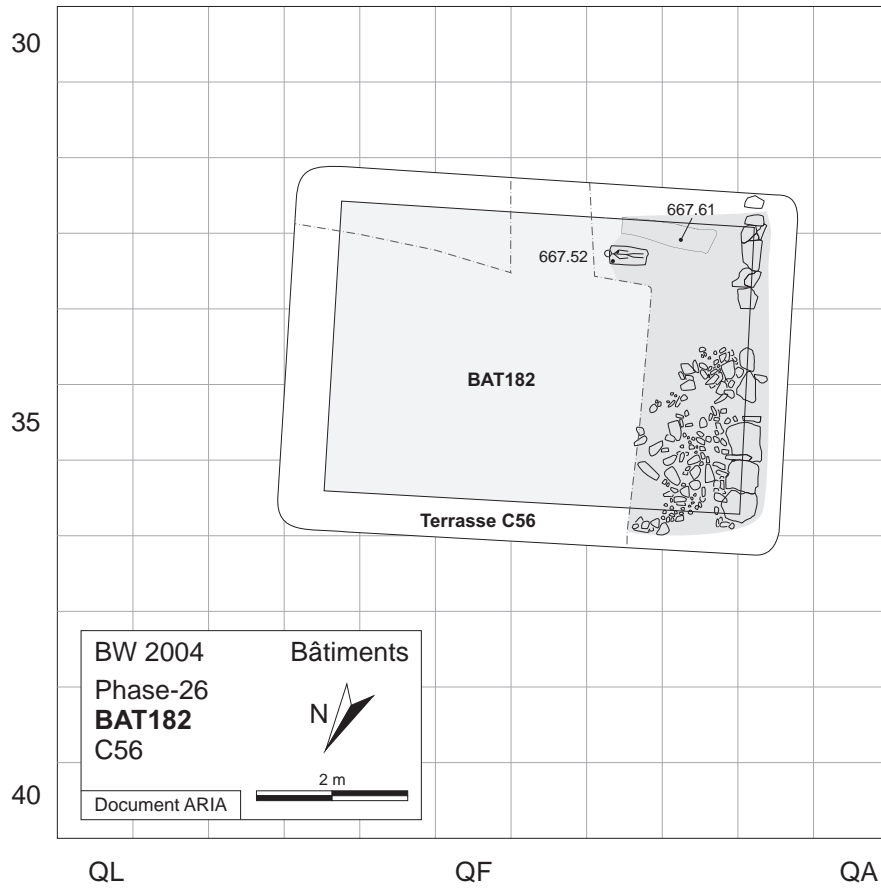 30
667.61
667.52
BAT182
35
Terrasse C56
BW 2004 Bâtiments
Phase-26
BAT182
C56
N
2 m
Document ARIA
40
QL QF QA